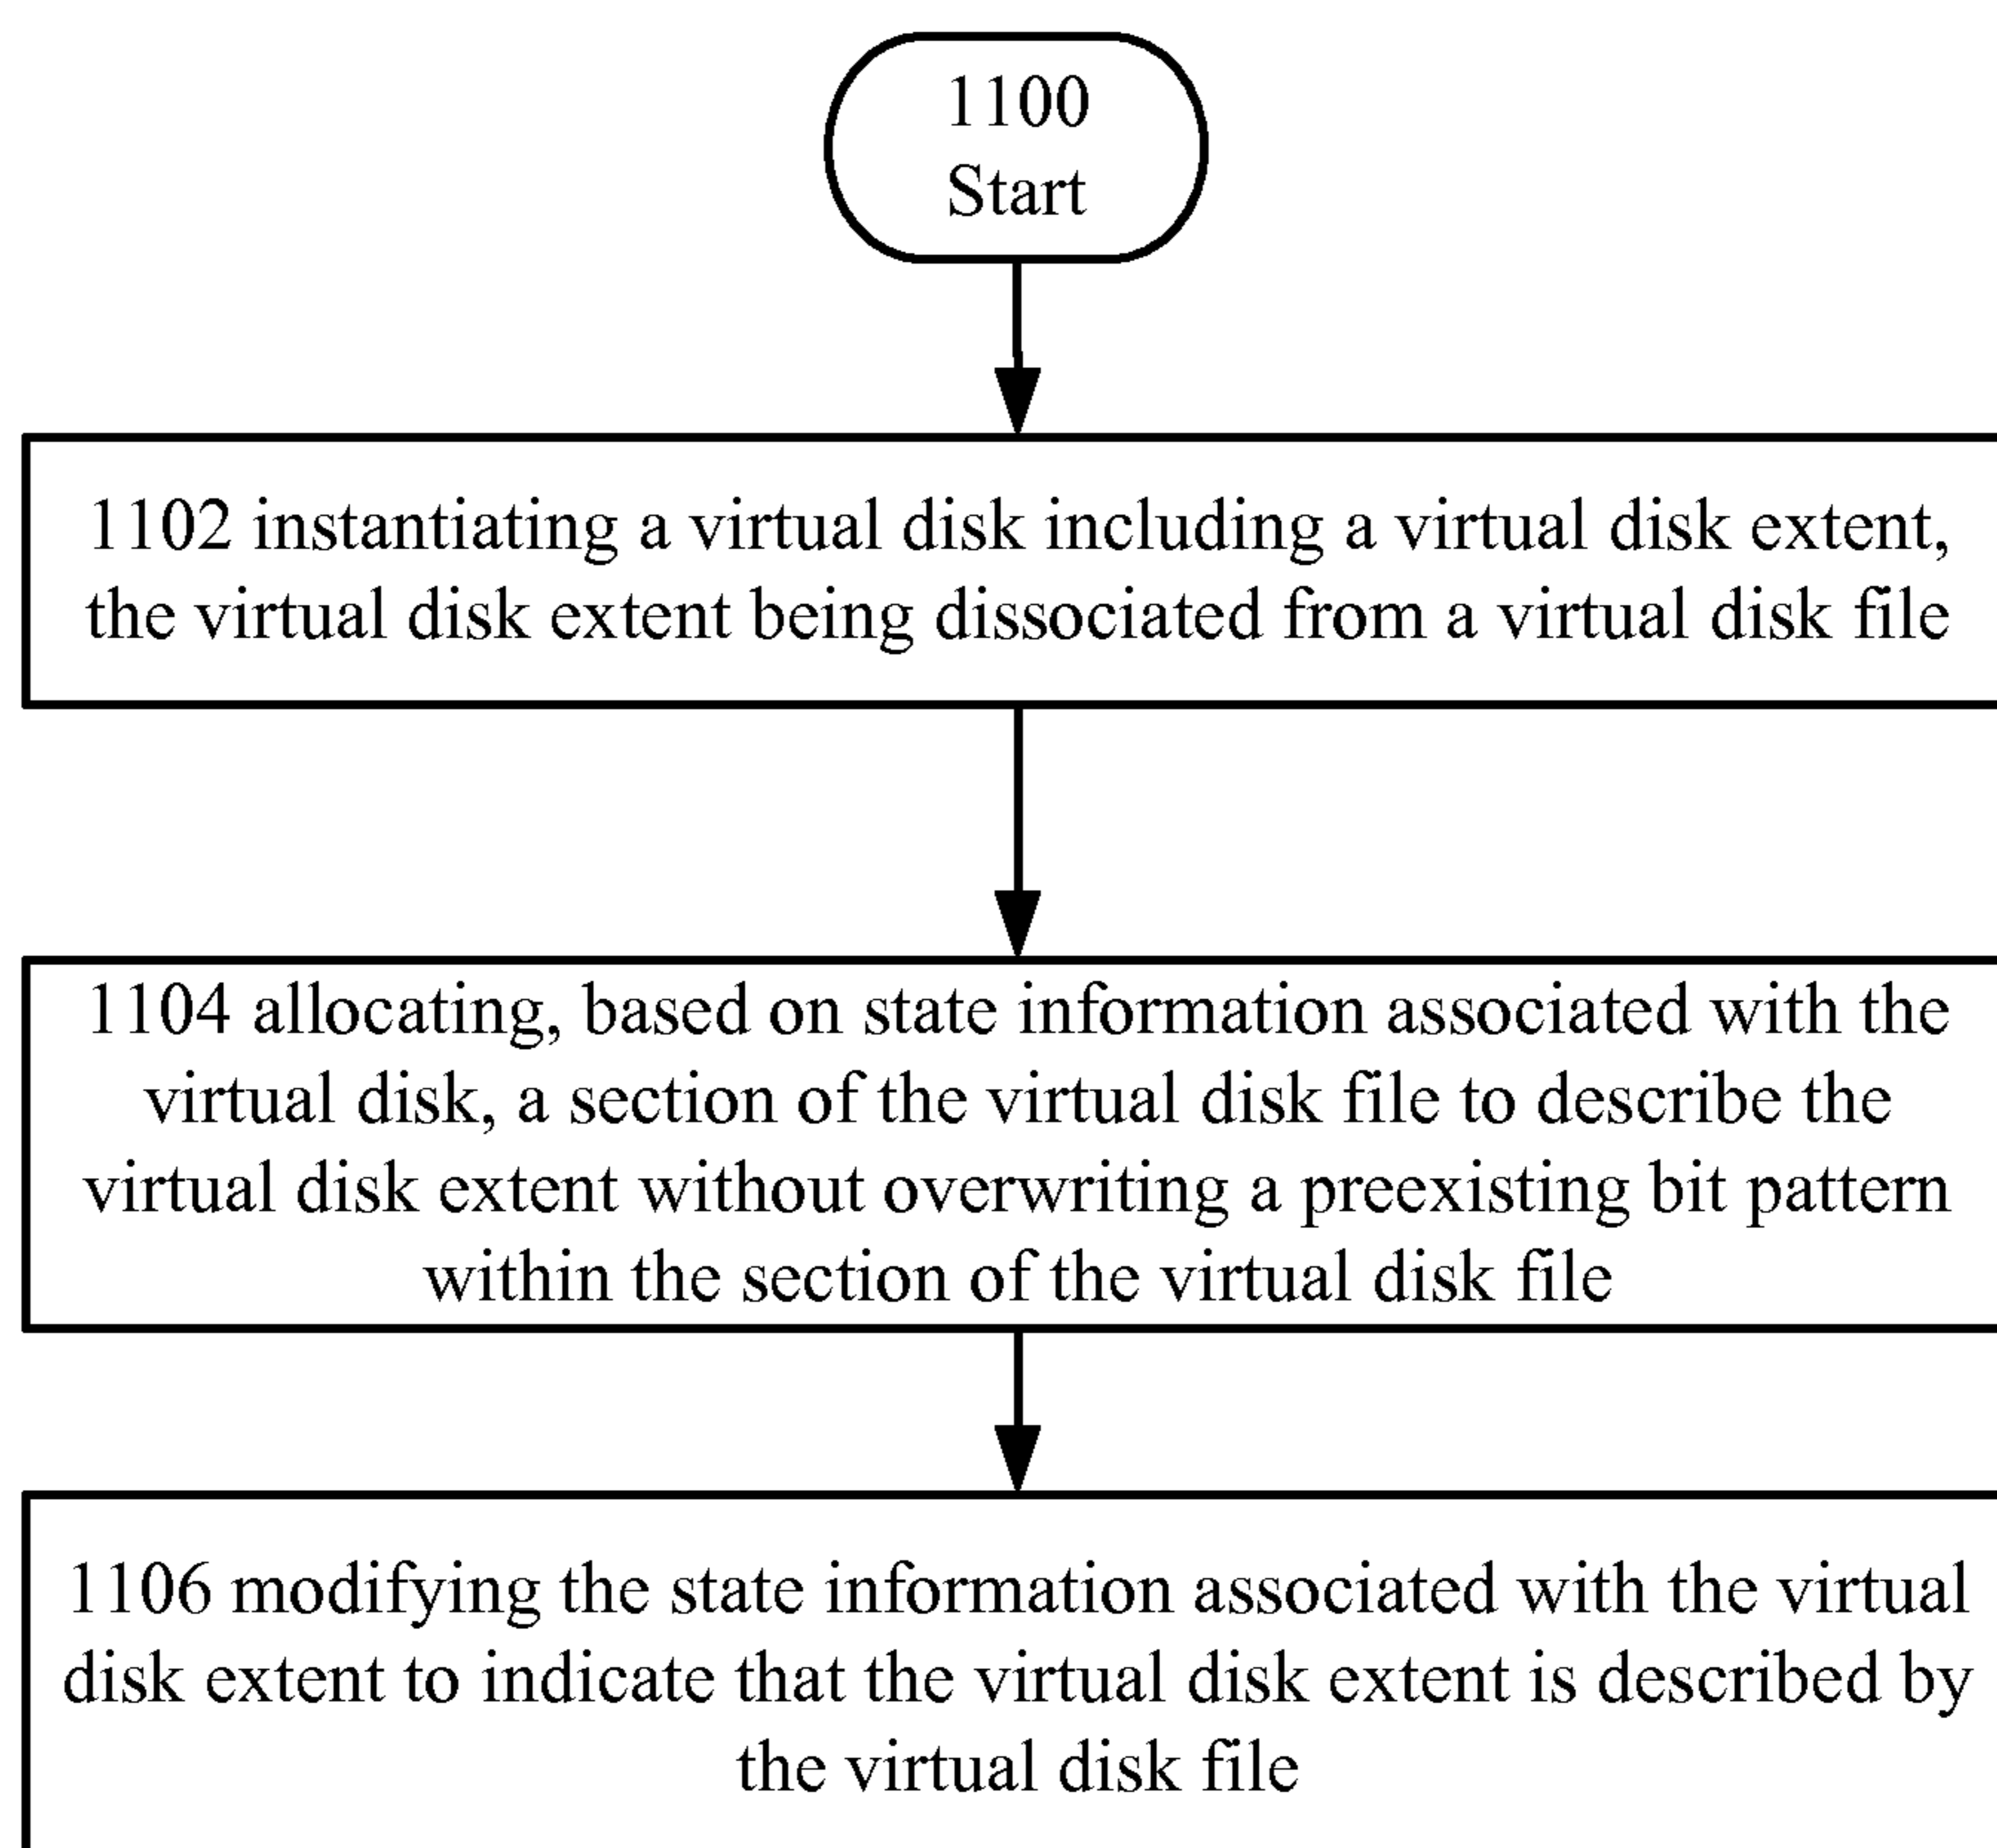 1100
Start
1102 instantiating a virtual disk including a virtual disk extent,
the virtual disk extent being dissociated from a virtual disk file
1104 allocating, based on state information associated with the
virtual disk, a section of the virtual disk file to describe the
virtual disk extent without overwriting a preexisting bit pattern
within the section of the virtual disk file
1106 modifying the state information associated with the virtual
disk extent to indicate that the virtual disk extent is described by
the virtual disk file